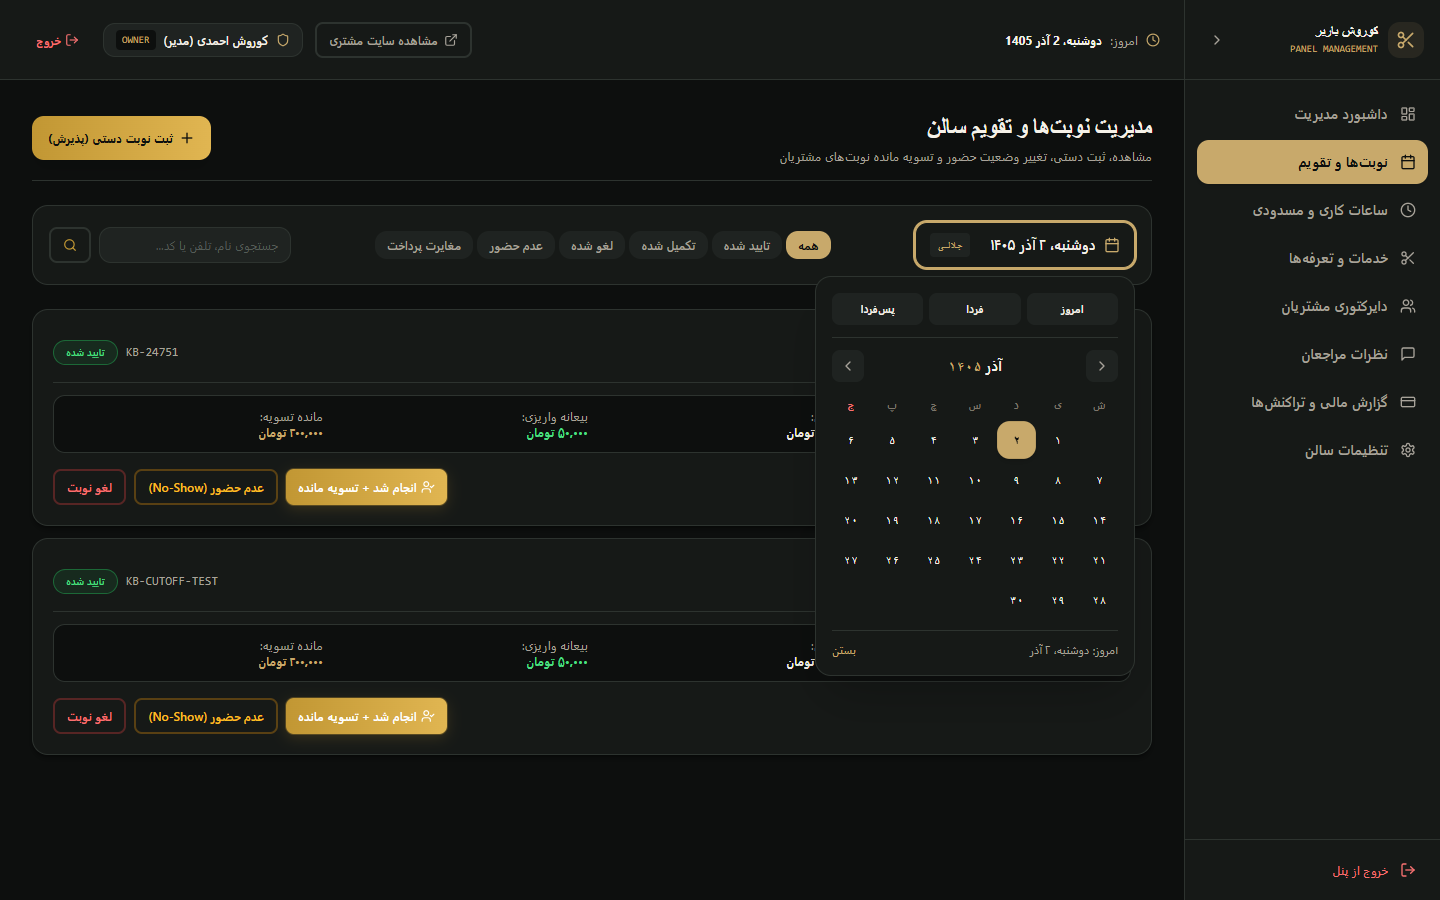 کوروش باربر
PANEL MANAGEMENT
داشبورد مدیریت
نوبت‌ها و تقویم
ساعات کاری و مسدودی
خدمات و تعرفه‌ها
دایرکتوری مشتریان
نظرات مراجعان
گزارش مالی و تراکنش‌ها
تنظیمات سالن
خروج از پنل
امروز: دوشنبه، 2 آذر 1405
مشاهده سایت مشتری
کوروش احمدی (مدیر) OWNER
خروج
مدیریت نوبت‌ها و تقویم سالن
مشاهده، ثبت دستی، تغییر وضعیت حضور و تسویه مانده نوبت‌های مشتریان
ثبت نوبت دستی (پذیرش)
دوشنبه، ۲ آذر ۱۴۰۵ جلالی
همه تایید شده تکمیل شده لغو شده عدم حضور مغایرت پرداخت
جستجوی نام، تلفن یا کد...
امروز فردا پس‌فردا
آذر ۱۴۰۵
ش ی د س چ پ ج
۱ ۲ ۳ ۴ ۵ ۶
۷ ۸ ۹ ۱۰ ۱۱ ۱۲ ۱۳
۱۴ ۱۵ ۱۶ ۱۷ ۱۸ ۱۹ ۲۰
۲۱ ۲۲ ۲۳ ۲۴ ۲۵ ۲۶ ۲۷
۲۸ ۲۹ ۳۰
امروز: دوشنبه، ۲ آذر بستن
KB-24751 تایید شده
بیعانه واریزی: مانده تسویه:
تومان ۵۰,۰۰۰ تومان ۲۰۰,۰۰۰ تومان
انجام شد + تسویه مانده عدم حضور (No-Show) لغو نوبت
KB-CUTOFF-TEST تایید شده
بیعانه واریزی: مانده تسویه:
تومان ۵۰,۰۰۰ تومان ۲۰۰,۰۰۰ تومان
انجام شد + تسویه مانده عدم حضور (No-Show) لغو نوبت